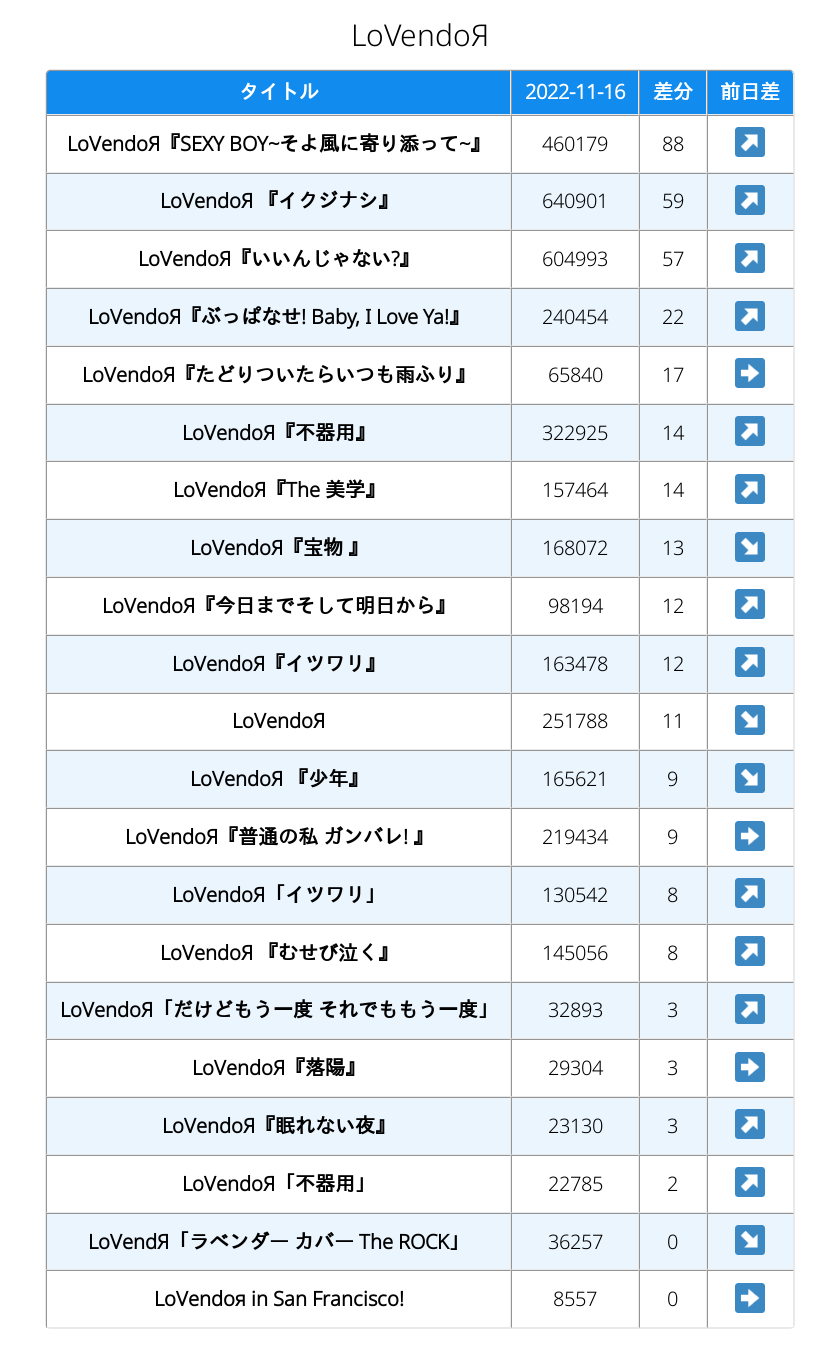 LoVendoЯ
タイトル 2022-11-16 差分 前日差
LoVendoЯ『SEXY BOY~そよ風に寄り添って~』 460179 88 ↗
LoVendoЯ 『イクジナシ』 640901 59 ↗
LoVendoЯ『いいんじゃない?』 604993 57 ↗
LoVendoЯ『ぶっぱなせ! Baby, I Love Ya!』 240454 22 ↗
LoVendoЯ『たどりついたらいつも雨ふり』 65840 17 ➡
LoVendoЯ『不器用』 322925 14 ↗
LoVendoЯ『The 美学』 157464 14 ↗
LoVendoЯ『宝物 』 168072 13 ↘
LoVendoЯ『今日までそして明日から』 98194 12 ↗
LoVendoЯ『イツワリ』 163478 12 ↗
LoVendoЯ 251788 11 ↘
LoVendoЯ 『少年』 165621 9 ↘
LoVendoЯ『普通の私 ガンバレ! 』 219434 9 ➡
LoVendoЯ「イツワリ」 130542 8 ↗
LoVendoЯ 『むせび泣く』 145056 8 ↗
LoVendoЯ「だけどもう一度 それでももう一度」 32893 3 ↗
LoVendoЯ『落陽』 29304 3 ➡
LoVendoЯ『眠れない夜』 23130 3 ↗
LoVendoЯ「不器用」 22785 2 ↗
LoVendЯ「ラベンダー カバー The ROCK」 36257 0 ↘
LoVendoя in San Francisco! 8557 0 ➡